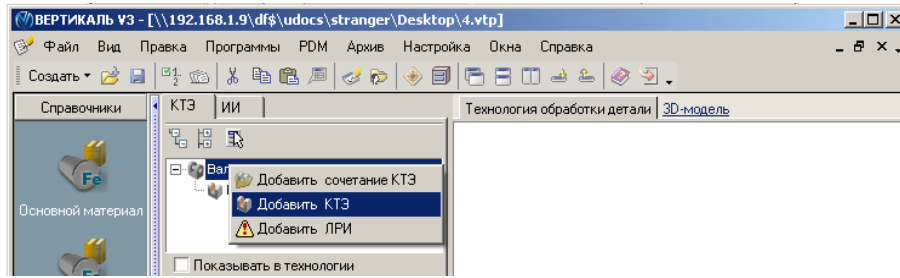 ВЕРТИКАЛЬ V3 - [\\192.168.1.9\df$\udocs\stranger\Desktop\4.vtp]
Файл Вид Правка Программы PDM Архив Настройка Окна Справка
Создать
Справочники
КТЭ ИИ
Технология обработки детали 3D-модель
Fe
Основной материал
Вал
Добавить сочетание КТЭ
Добавить КТЭ
Добавить ЛРИ
Показывать в технологии